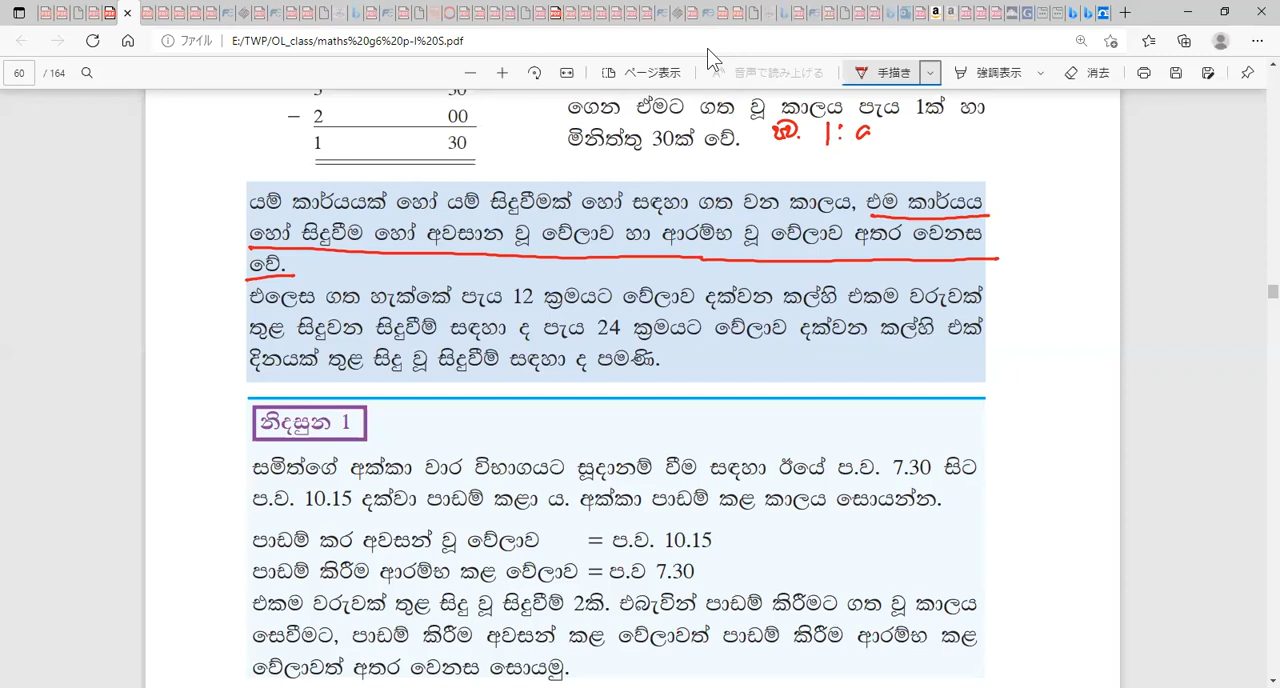 ファイル E:/TWP/OL_class/maths%20g6%20p-I%20S.pdf
60 / 164 ページ表示 音声で読み上げる 手描き 強調表示 消去
ගෙන ඒමට ගත වූ කාලය පැය 1ක් හා
− 2 00
මිනිත්තු 30ක් වේ.
1 30
යම් කාර්යයක් හෝ යම් සිදුවීමක් හෝ සඳහා ගත වන කාලය, එම කාර්යය
හෝ සිදුවීම හෝ අවසාන වූ වේලාව හා ආරම්භ වූ වේලාව අතර වෙනස
වේ.
එලෙස ගත හැක්කේ පැය 12 ක්‍රමයට වේලාව දක්වන කල්හි එකම වරුවක්
තුළ සිදුවන සිදුවීම් සඳහා ද පැය 24 ක්‍රමයට වේලාව දක්වන කල්හි එක්
දිනයක් තුළ සිදු වූ සිදුවීම් සඳහා ද පමණි.
නිදසුන 1
සමිත්ගේ අක්කා වාර විභාගයට සූදානම් වීම සඳහා ඊයේ ප.ව. 7.30 සිට
ප.ව. 10.15 දක්වා පාඩම් කළා ය. අක්කා පාඩම් කළ කාලය සොයන්න.
පාඩම් කර අවසන් වූ වේලාව = ප.ව. 10.15
පාඩම් කිරීම ආරම්භ කළ වේලාව = ප.ව 7.30
එකම වරුවක් තුළ සිදු වූ සිදුවීම් 2කි. එබැවින් පාඩම් කිරීමට ගත වූ කාලය
සෙවීමට, පාඩම් කිරීම අවසන් කළ වේලාවත් පාඩම් කිරීම ආරම්භ කළ
වේලාවත් අතර වෙනස සොයමු.